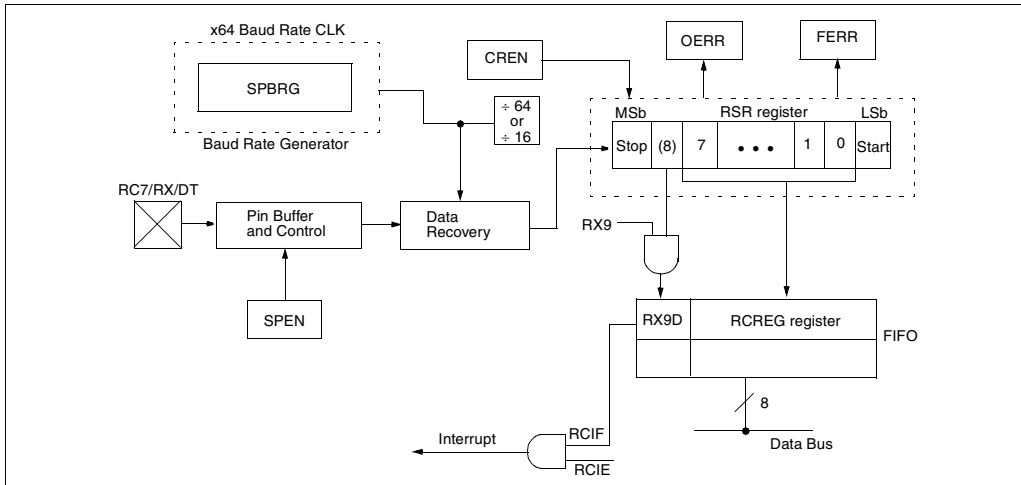 x64 Baud Rate CLK
SPBRG
Baud Rate Generator
CREN
OERR
FERR
÷ 64
or
÷ 16
MSb
RSR register
LSb
Stop
(8)
7
• • •
1
0
Start
RC7/RX/DT
Pin Buffer
and Control
Data
Recovery
RX9
SPEN
RX9D
RCREG register
FIFO
8
Data Bus
Interrupt
RCIF
RCIE